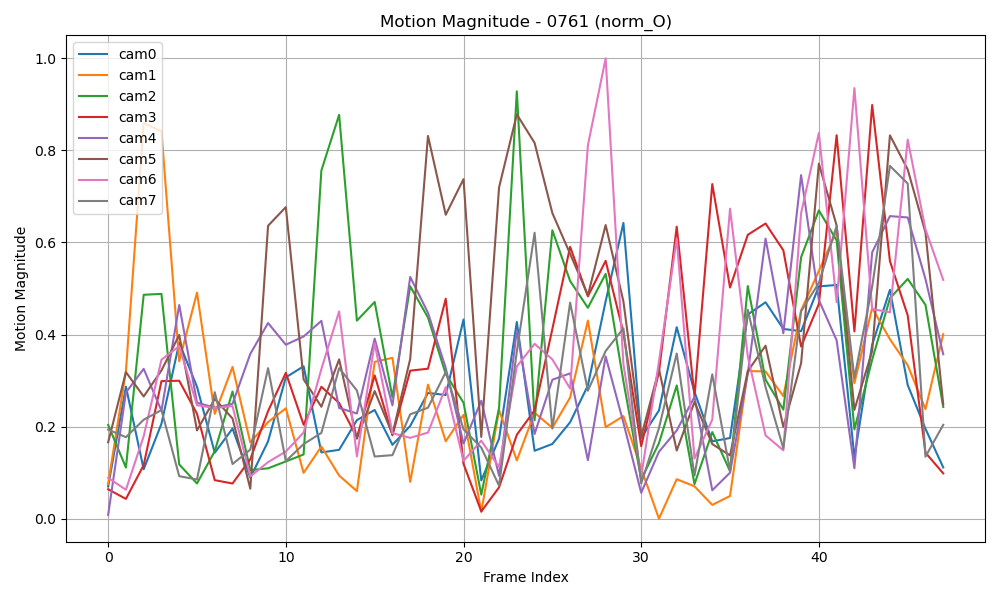 Motion Magnitude - 0761 (norm_O)
cam0
cam1
cam2
cam3
cam4
cam5
cam6
cam7
1.0
0.8
0.6
0.4
0.2
0.0
Motion Magnitude
0 10 20 30 40
Frame Index